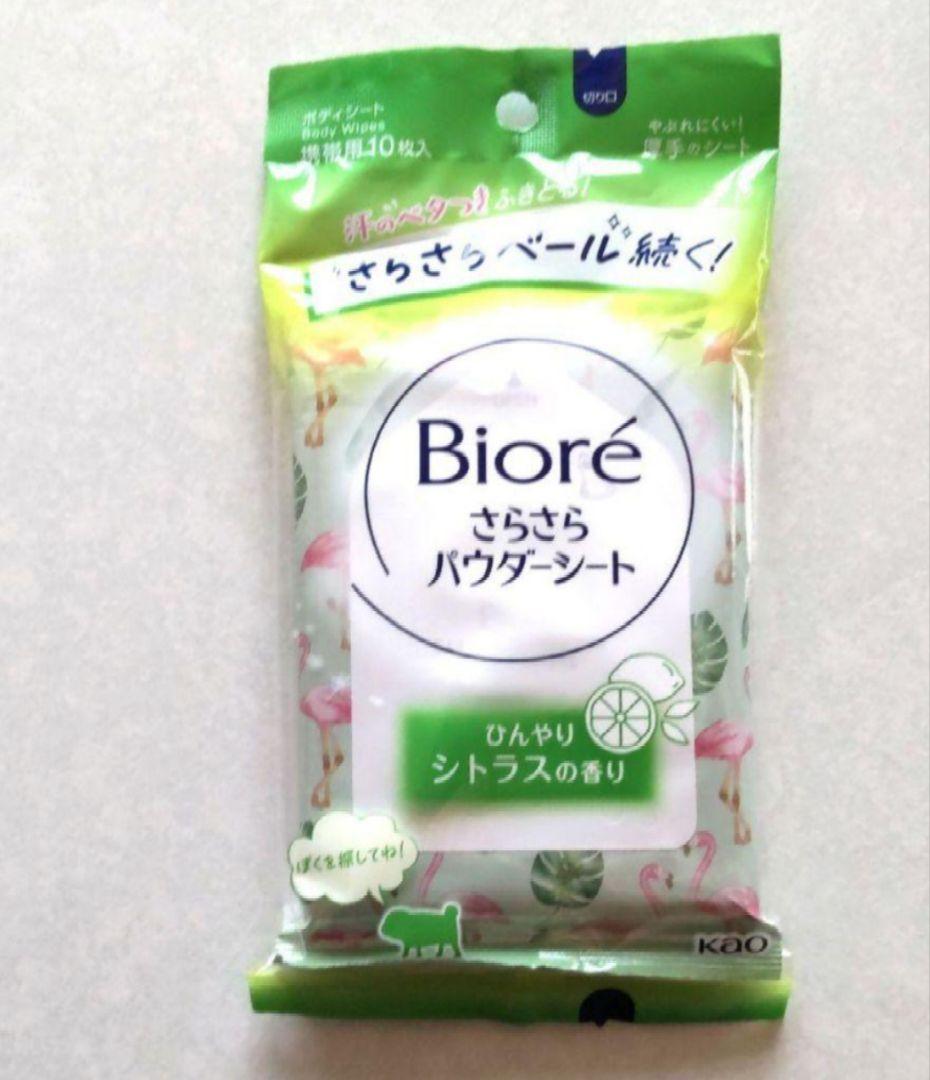 切り口
ボディシート
Body Wipes
携帯用10枚入
やぶれにくい!
厚手のシート
汗のベタつきふきとる!
"さらさらベール"続く!
Bioré
さらさら
パウダーシート
ひんやり
シトラスの香り
ぼくを探してね!
Kao